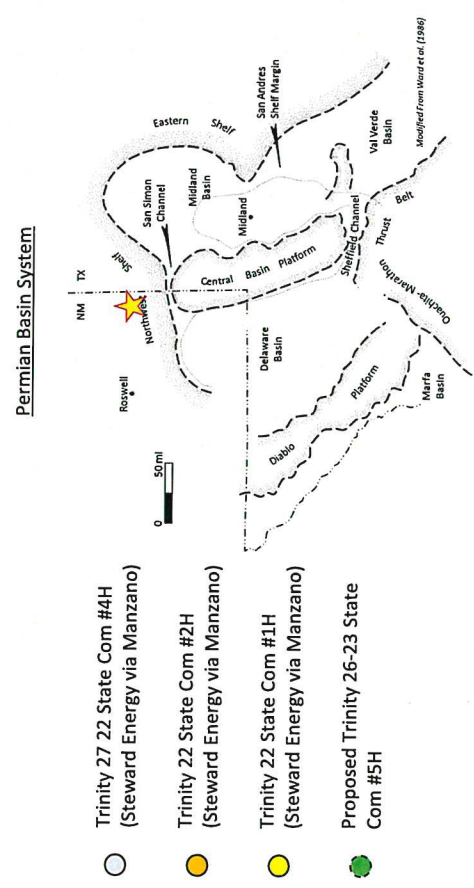 Permian Basin System
Trinity 27 22 State Com #4H
(Steward Energy via Manzano)
Trinity 22 State Com #2H
(Steward Energy via Manzano)
Trinity 22 State Com #1H
(Steward Energy via Manzano)
Proposed Trinity 26-23 State
Com #5H
NM
TX
Roswell
Northwest
Shelf
San Simon
Channel
Eastern
Shelf
Midland
Basin
Midland
San Andres
Shelf Margin
Central Basin Platform
0
50 mi
Delaware
Basin
Diablo
Platform
Sheffield Channel
Val Verde
Basin
Marfa
Basin
Ouachita-Marathon
Thrust
Belt
Modified From Ward et al. (1986)